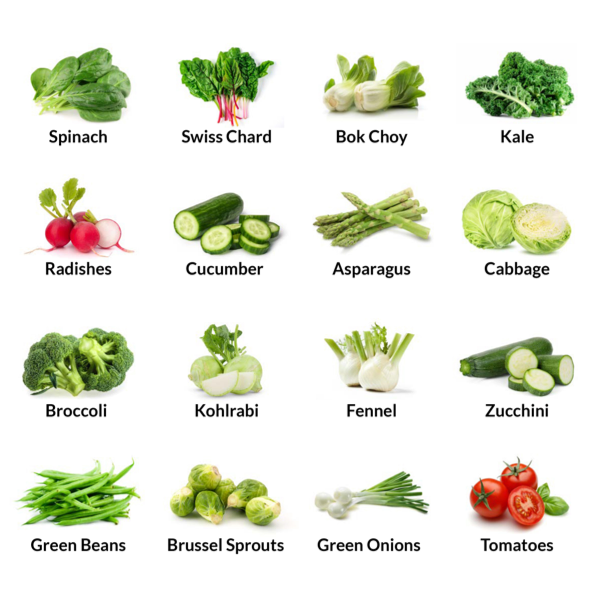 Spinach
Swiss Chard
Bok Choy
Kale
Radishes
Cucumber
Asparagus
Cabbage
Broccoli
Kohlrabi
Fennel
Zucchini
Green Beans
Brussel Sprouts
Green Onions
Tomatoes